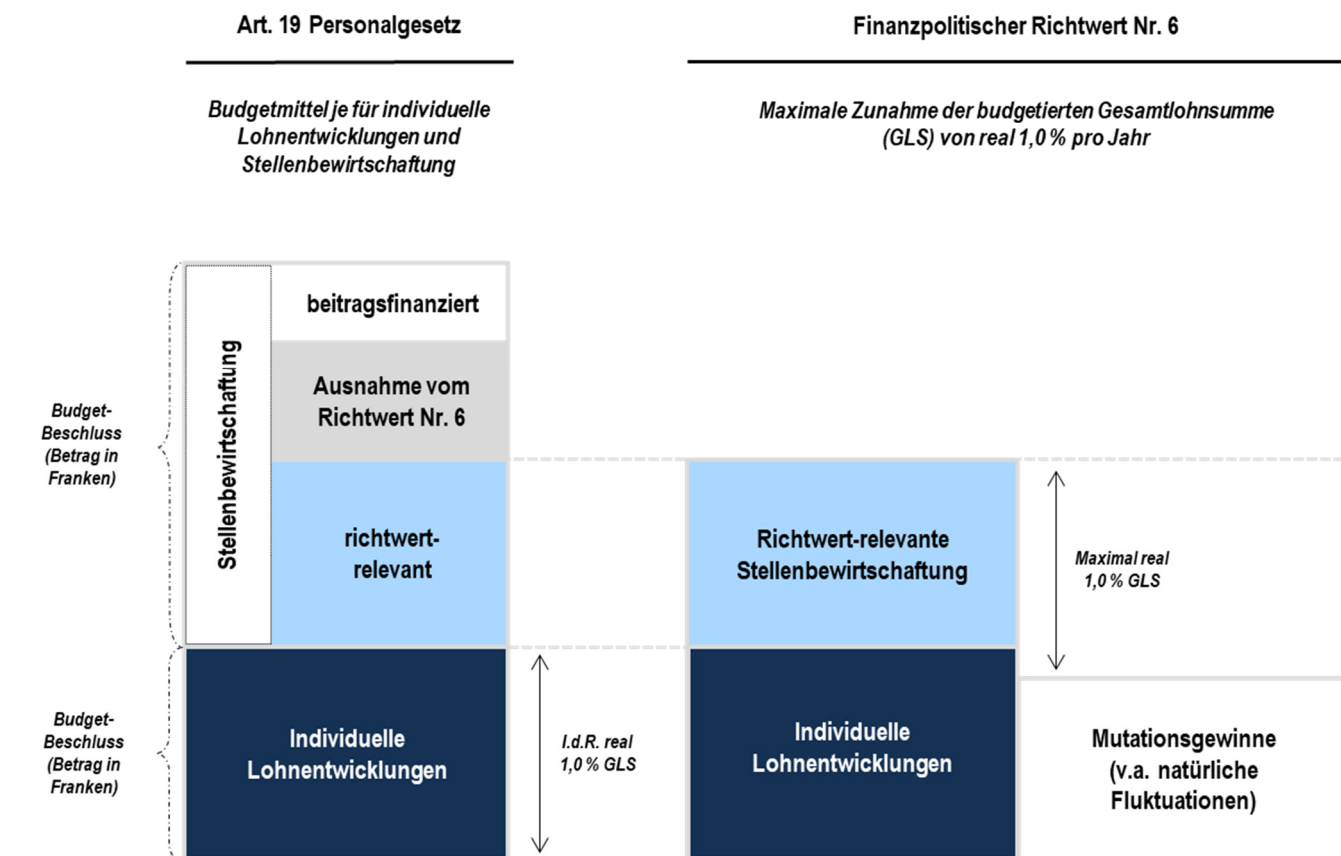 Art. 19 Personalgesetz
Finanzpolitischer Richtwert Nr. 6
Budgetmittel je für individuelle
Lohnentwicklungen und
Stellenbewirtschaftung
Maximale Zunahme der budgetierten Gesamtlohnsumme
(GLS) von real 1,0 % pro Jahr
Budget-
Beschluss
(Betrag in
Franken)
Stellenbewirtschaftung
beitragsfinanziert
Ausnahme vom
Richtwert Nr. 6
richtwert-
relevant
Richtwert-relevante
Stellenbewirtschaftung
Maximal real
1,0 % GLS
Budget-
Beschluss
(Betrag in
Franken)
Individuelle
Lohnentwicklungen
I.d.R. real
1,0 % GLS
Individuelle
Lohnentwicklungen
Mutationsgewinne
(v.a. natürliche
Fluktuationen)